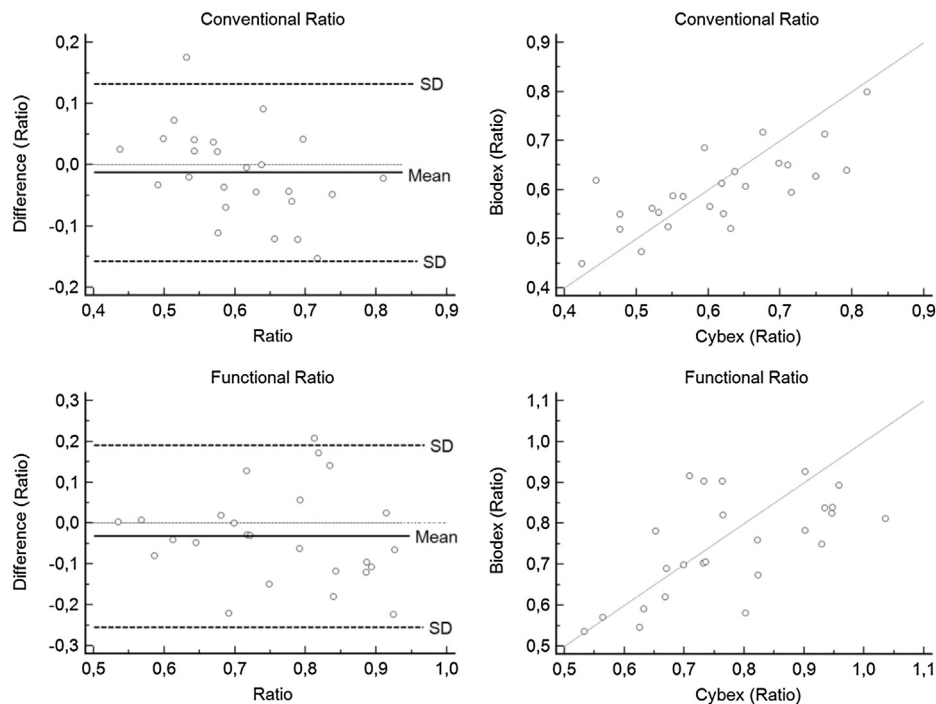 Conventional Ratio
0,2
0,1
0,0
-0,1
-0,2
Difference (Ratio)
SD
Mean
SD
0,4 0,5 0,6 0,7 0,8 0,9
Ratio
Conventional Ratio
0,9
0,8
0,7
0,6
0,5
0,4
Biodex (Ratio)
0,4 0,5 0,6 0,7 0,8 0,9
Cybex (Ratio)
Functional Ratio
0,3
0,2
0,1
0,0
-0,1
-0,2
-0,3
Difference (Ratio)
SD
Mean
SD
0,5 0,6 0,7 0,8 0,9 1,0
Ratio
Functional Ratio
1,1
1,0
0,9
0,8
0,7
0,6
0,5
Biodex (Ratio)
0,5 0,6 0,7 0,8 0,9 1,0 1,1
Cybex (Ratio)